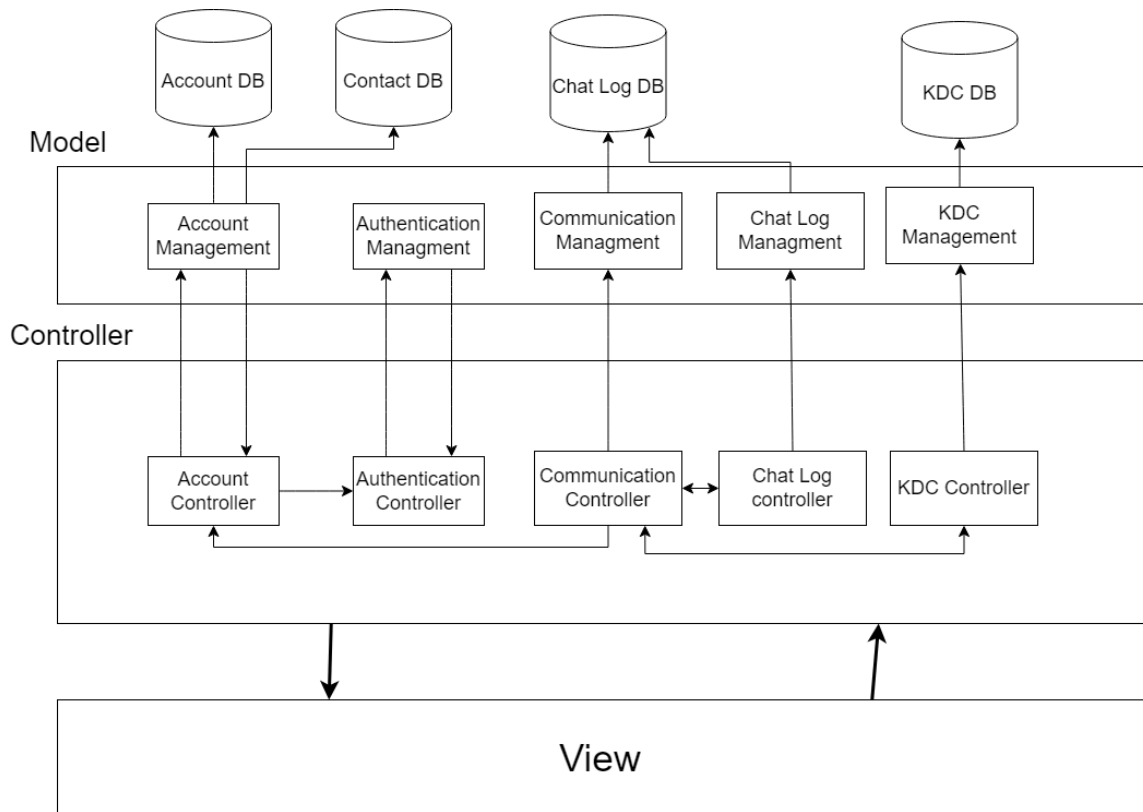 Account DB
Contact DB
Chat Log DB
KDC DB
Model
Account
Management
Authentication
Managment
Communication
Managment
Chat Log
Managment
KDC
Management
Controller
Account
Controller
Authentication
Controller
Communication
Controller
Chat Log
controller
KDC Controller
View